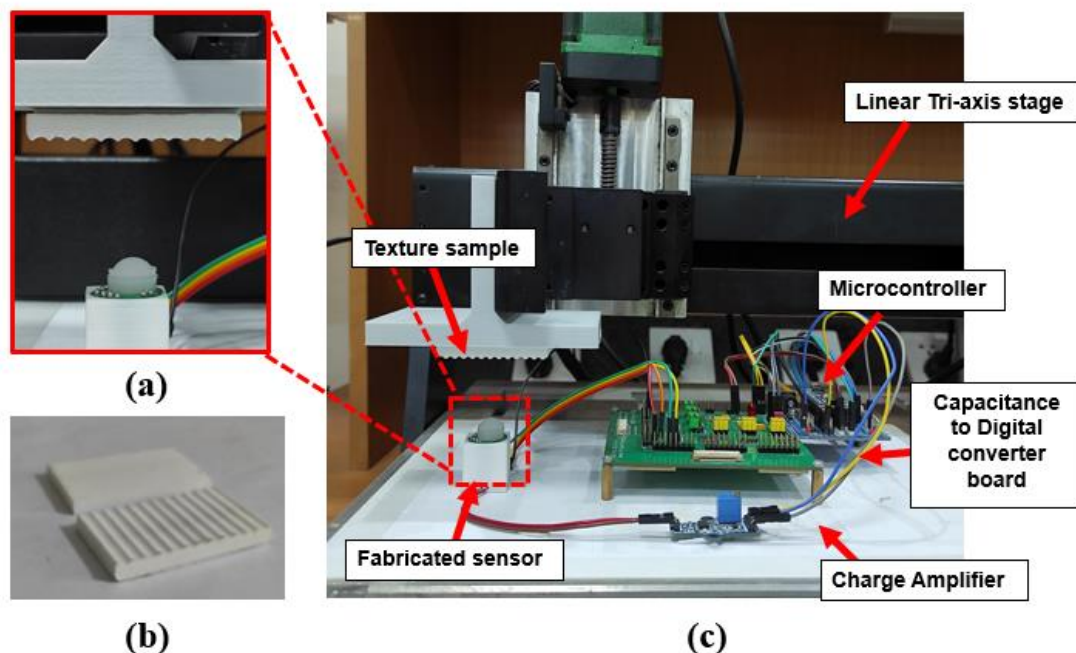 Linear Tri-axis stage
Texture sample
Microcontroller
(a)
Capacitance
to Digital
converter
board
Fabricated sensor
Charge Amplifier
(b)
(c)